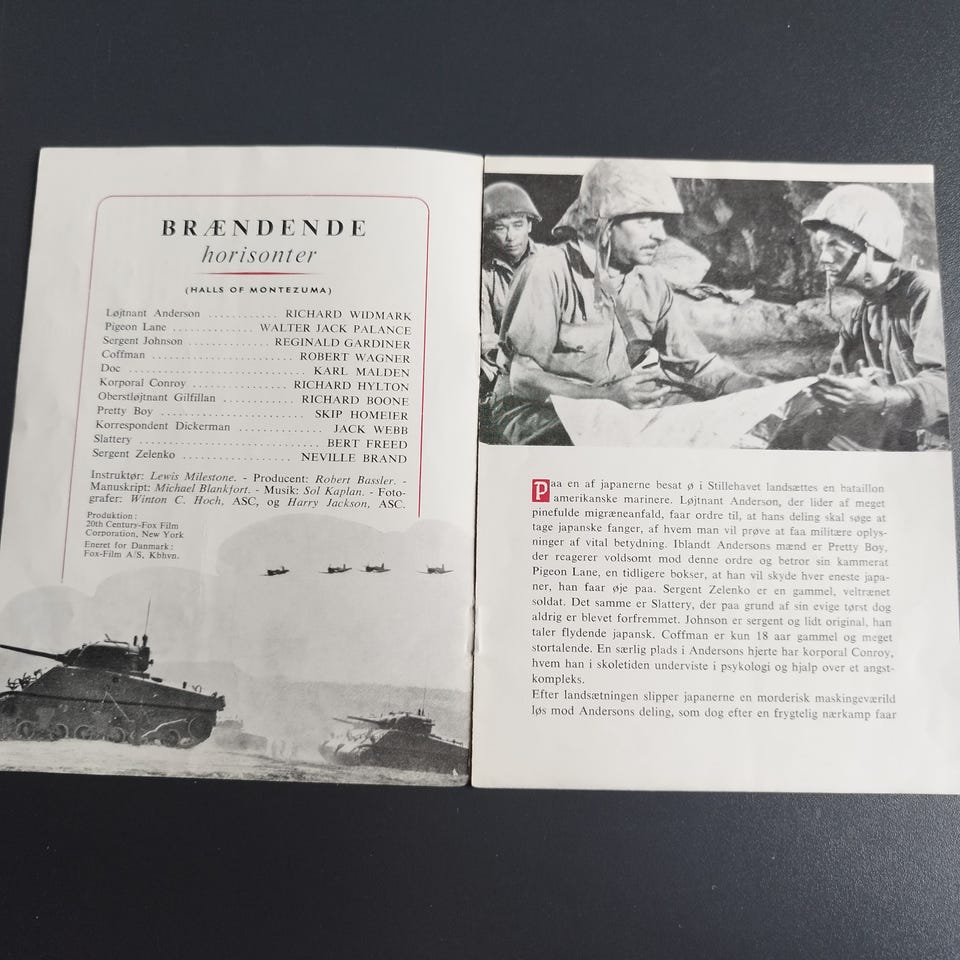 BRÆNDENDE
horisonter
(HALLS OF MONTEZUMA)
Løjtnant Anderson ........... RICHARD WIDMARK
Pigeon Lane ............. WALTER JACK PALANCE
Sergent Johnson .............. REGINALD GARDINER
Coffman ....................... ROBERT WAGNER
Doc ............................... KARL MALDEN
Korporal Conroy ................ RICHARD HYLTON
Oberstløjtnant Gilfillan ............ RICHARD BOONE
Pretty Boy ........................ SKIP HOMEIER
Korrespondent Dickerman ............. JACK WEBB
Slattery ............................ BERT FREED
Sergent Zelenko ................... NEVILLE BRAND
Instruktør: Lewis Milestone. - Producent: Robert Bassler. -
Manuskript: Michael Blankfort. - Musik: Sol Kaplan. - Foto-
grafer: Winton C. Hoch, ASC, og Harry Jackson, ASC.
Produktion:
20th Century-Fox Film
Corporation, New York
Eneret for Danmark:
Fox-Film A/S, Kbhvn.
Paa en af japanerne besat ø i Stillehavet landsættes en bataillon
amerikanske marinere. Løjtnant Anderson, der lider af meget
pinefulde migræneanfald, faar ordre til, at hans deling skal søge at
tage japanske fanger, af hvem man vil prøve at faa militære oplys-
ninger af vital betydning. Iblandt Andersons mænd er Pretty Boy,
der reagerer voldsomt mod denne ordre og betror sin kammerat
Pigeon Lane, en tidligere bokser, at han vil skyde hver eneste japa-
ner, han faar øje paa. Sergent Zelenko er en gammel, veltrænet
soldat. Det samme er Slattery, der paa grund af sin evige tørst dog
aldrig er blevet forfremmet. Johnson er sergent og lidt original, han
taler flydende japansk. Coffman er kun 18 aar gammel og meget
stortalende. En særlig plads i Andersons hjerte har korporal Conroy,
hvem han i skoletiden underviste i psykologi og hjalp over et angst-
kompleks.
Efter landsætningen slipper japanerne en morderisk maskingeværild
løs mod Andersons deling, som dog efter en frygtelig nærkamp faar